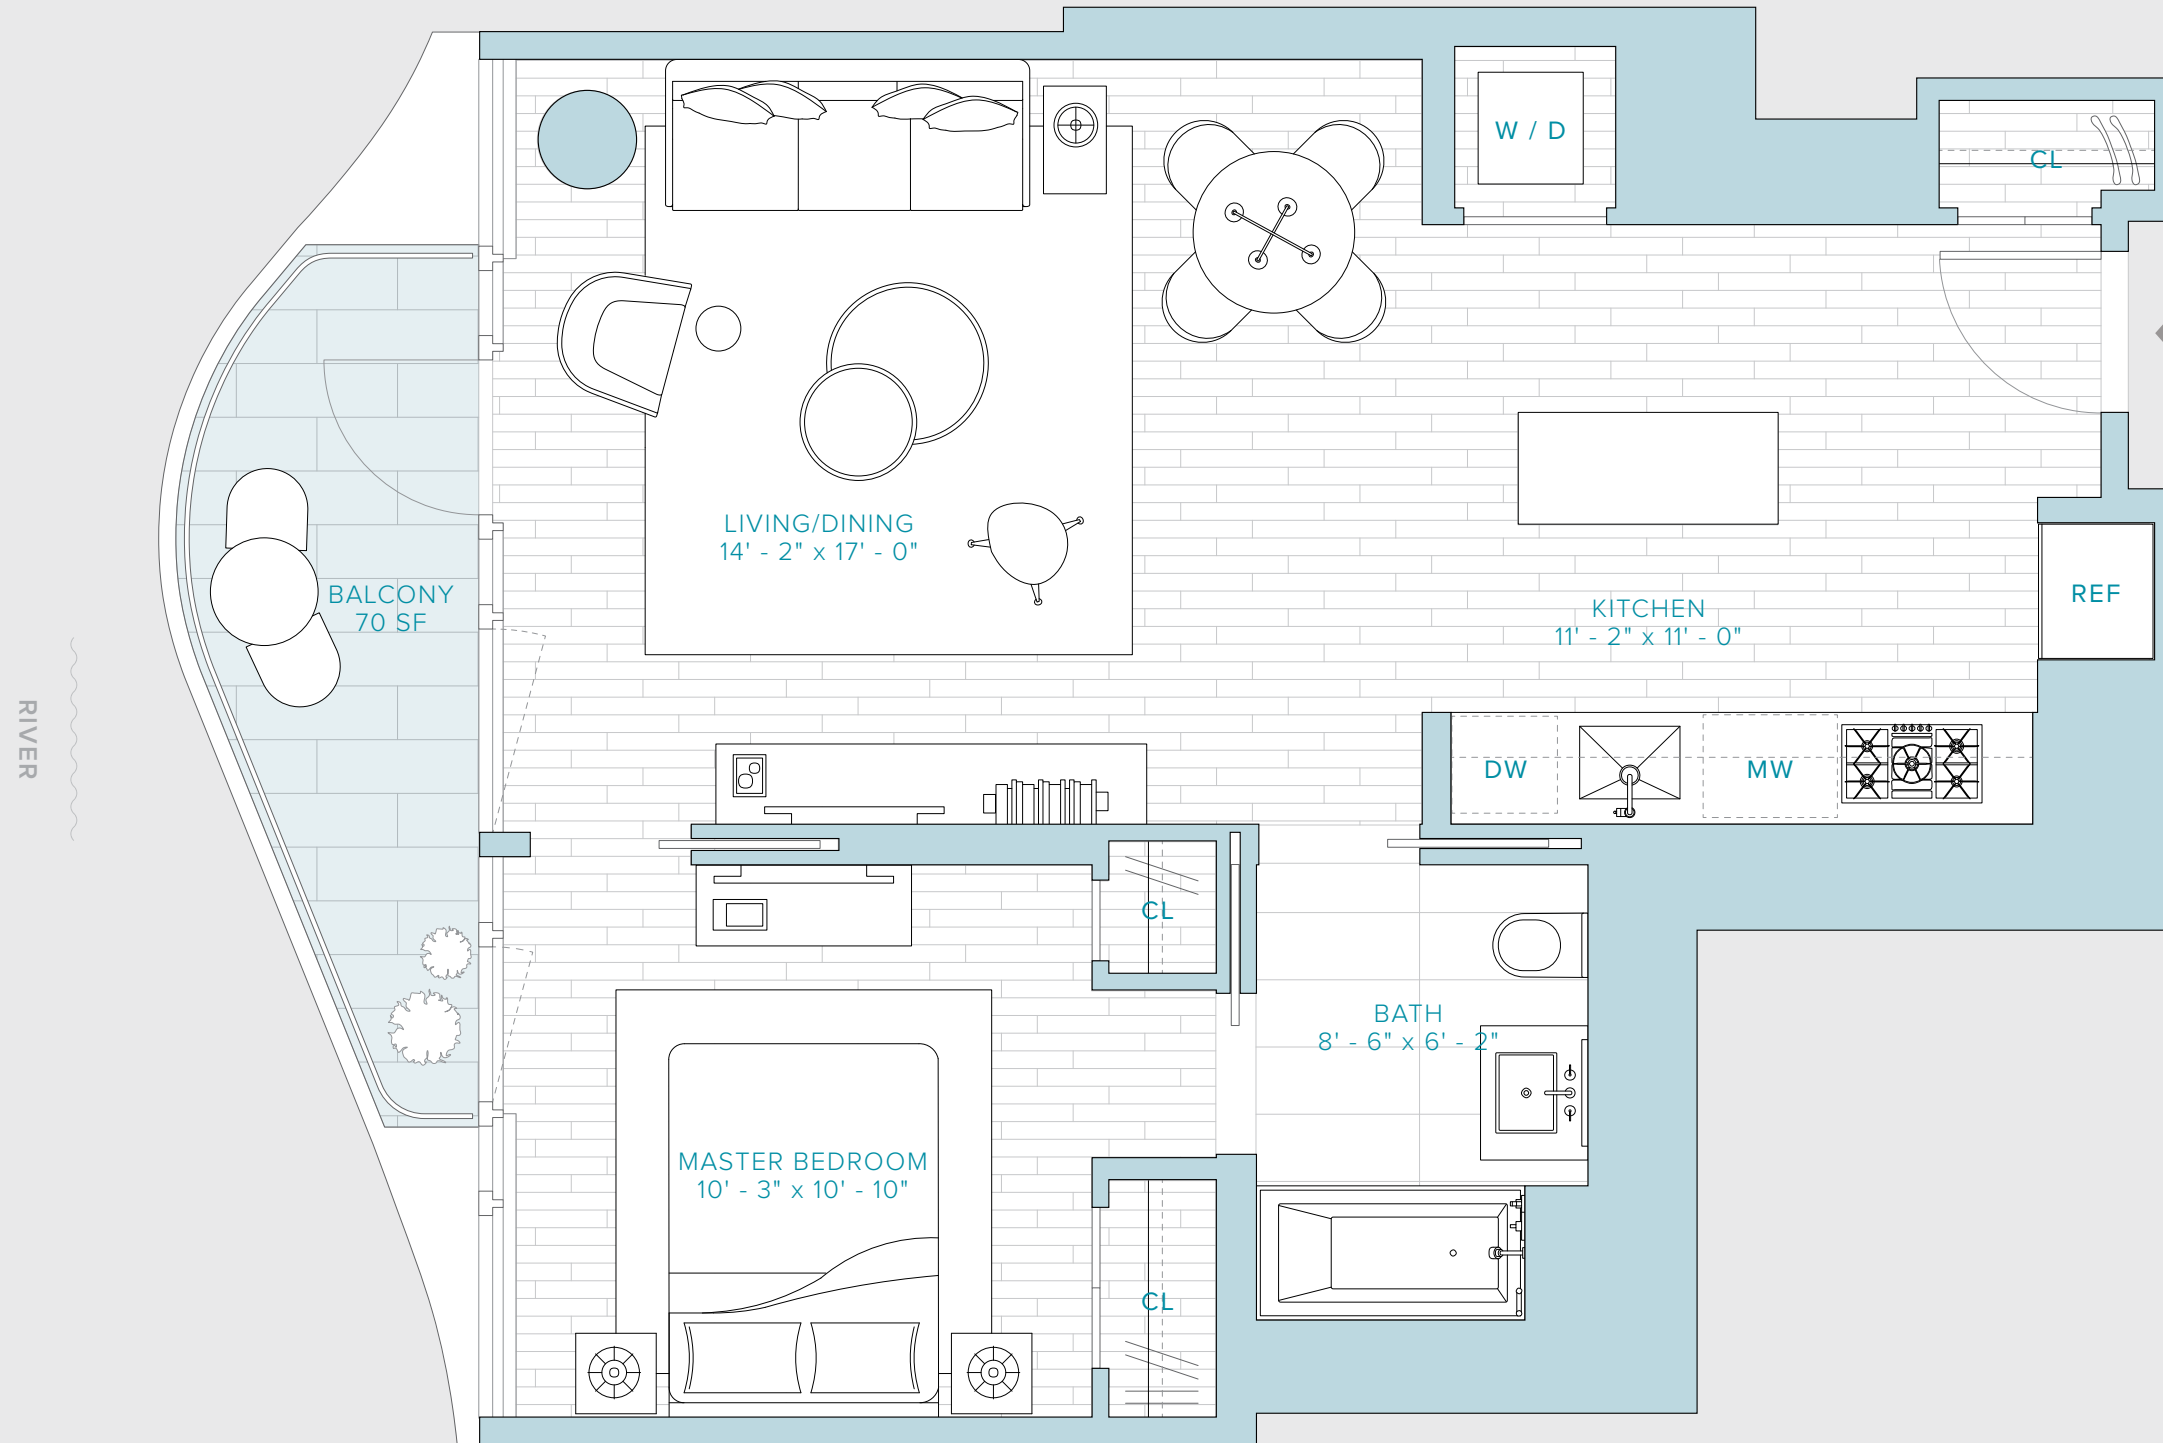 W / D
CL
LIVING/DINING
14' - 2" x 17' - 0"
BALCONY
70 SF
KITCHEN
11' - 2" x 11' - 0"
REF
RIVER
DW
MW
CL
BATH
8' - 6" x 6' - 2"
MASTER BEDROOM
10' - 3" x 10' - 10"
CL